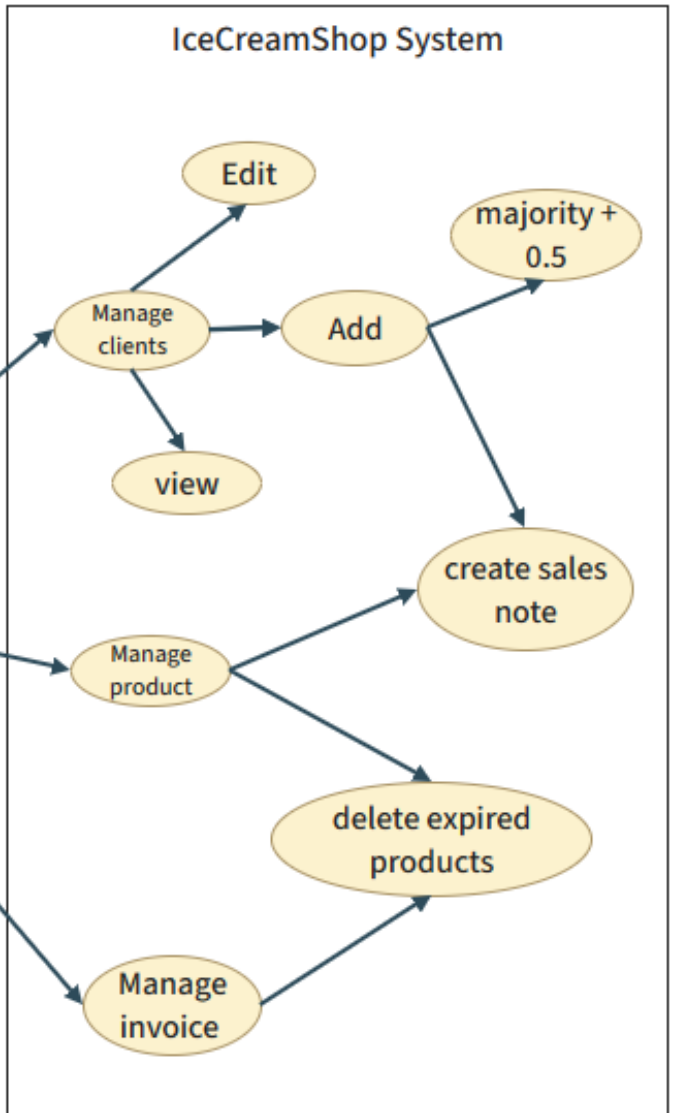 IceCreamShop System
Edit
majority +
0.5
Manage
clients
Add
view
create sales
note
Manage
product
delete expired
products
Manage
invoice